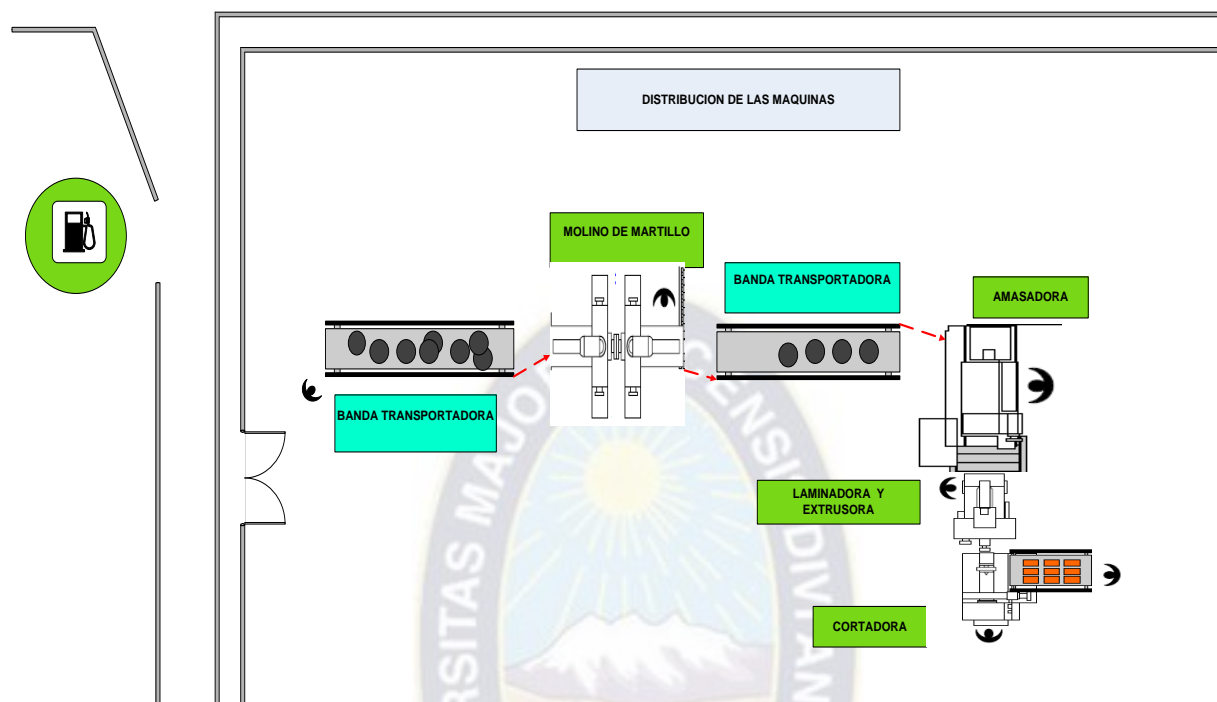 DISTRIBUCION DE LAS MAQUINAS
MOLINO DE MARTILLO
BANDA TRANSPORTADORA
AMASADORA
BANDA TRANSPORTADORA
LAMINADORA Y
EXTRUSORA
CORTADORA